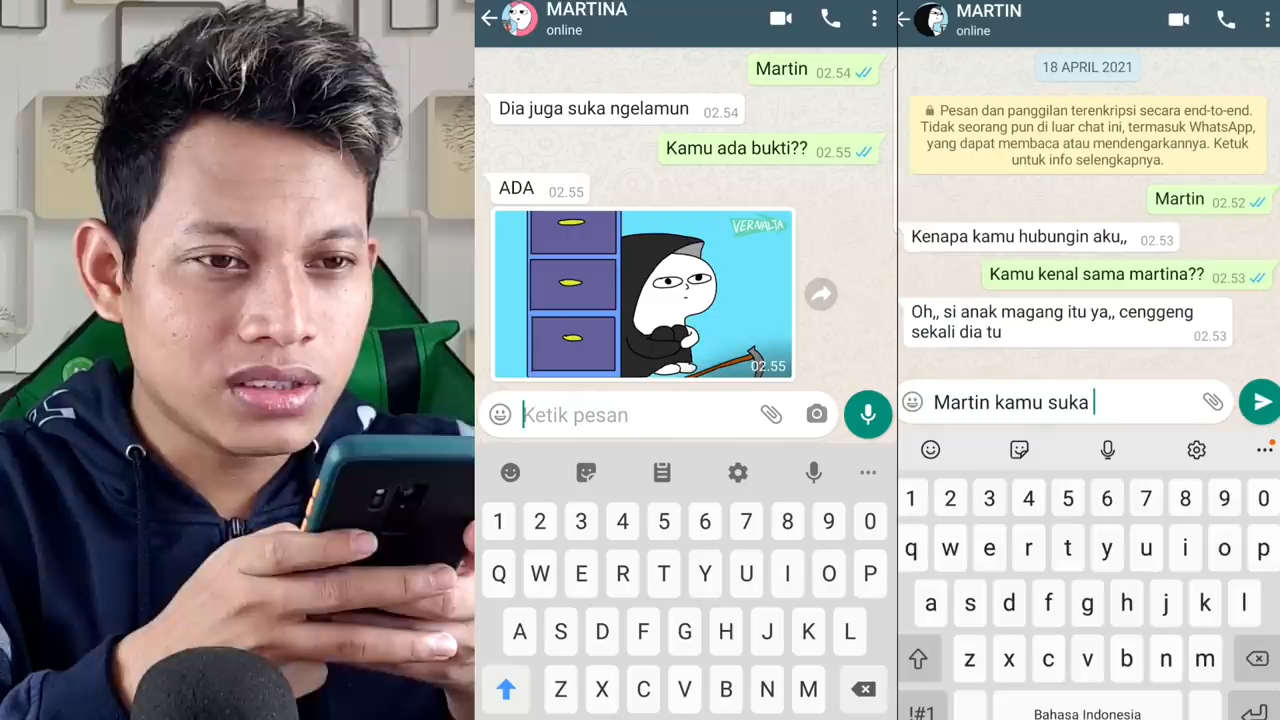 MARTINA
online
Martin 02.54
Dia juga suka ngelamun 02.54
Kamu ada bukti?? 02.55
ADA 02.55
VERNALTA
02.55
Ketik pesan
1 2 3 4 5 6 7 8 9 0
Q W E R T Y U I O P
A S D F G H J K L
Z X C V B N M
MARTIN
online
18 APRIL 2021
Pesan dan panggilan terenkripsi secara end-to-end.
Tidak seorang pun di luar chat ini, termasuk WhatsApp,
yang dapat membaca atau mendengarkannya. Ketuk
untuk info selengkapnya.
Martin 02.52
Kenapa kamu hubungin aku,, 02.53
Kamu kenal sama martina?? 02.53
Oh,, si anak magang itu ya,, cenggeng
sekali dia tu 02.53
Martin kamu suka
1 2 3 4 5 6 7 8 9 0
q w e r t y u i o p
a s d f g h j k l
z x c v b n m
!#1 Bahasa Indonesia